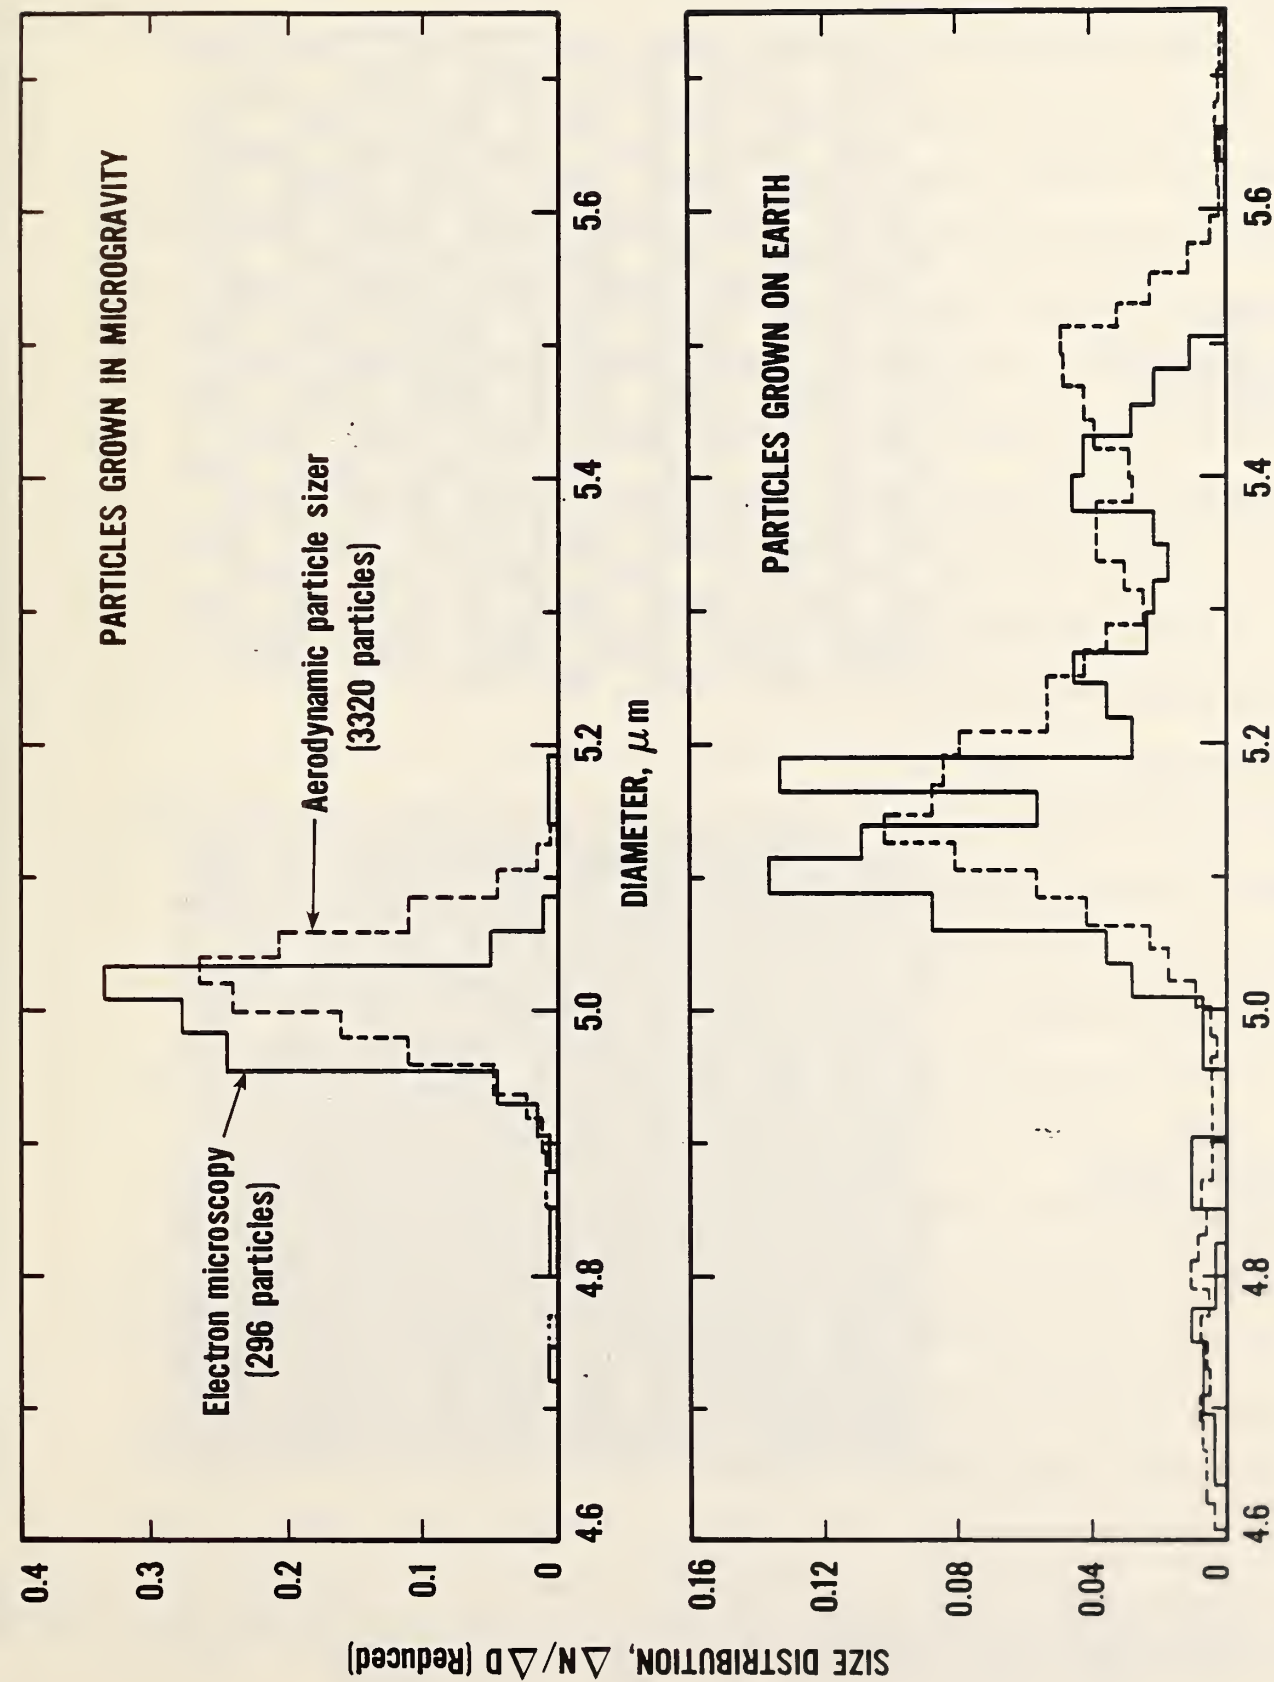 SIZE DISTRIBUTION, ΔN/ΔD (Reduced)
PARTICLES GROWN IN MICROGRAVITY
0.4
0.3
0.2
0.1
0
Electron microscopy
(296 particles)
Aerodynamic particle sizer
(3320 particles)
4.6
4.8
5.0
5.2
5.4
5.6
DIAMETER, μm
PARTICLES GROWN ON EARTH
0.16
0.12
0.08
0.04
0
4.6
4.8
5.0
5.2
5.4
5.6